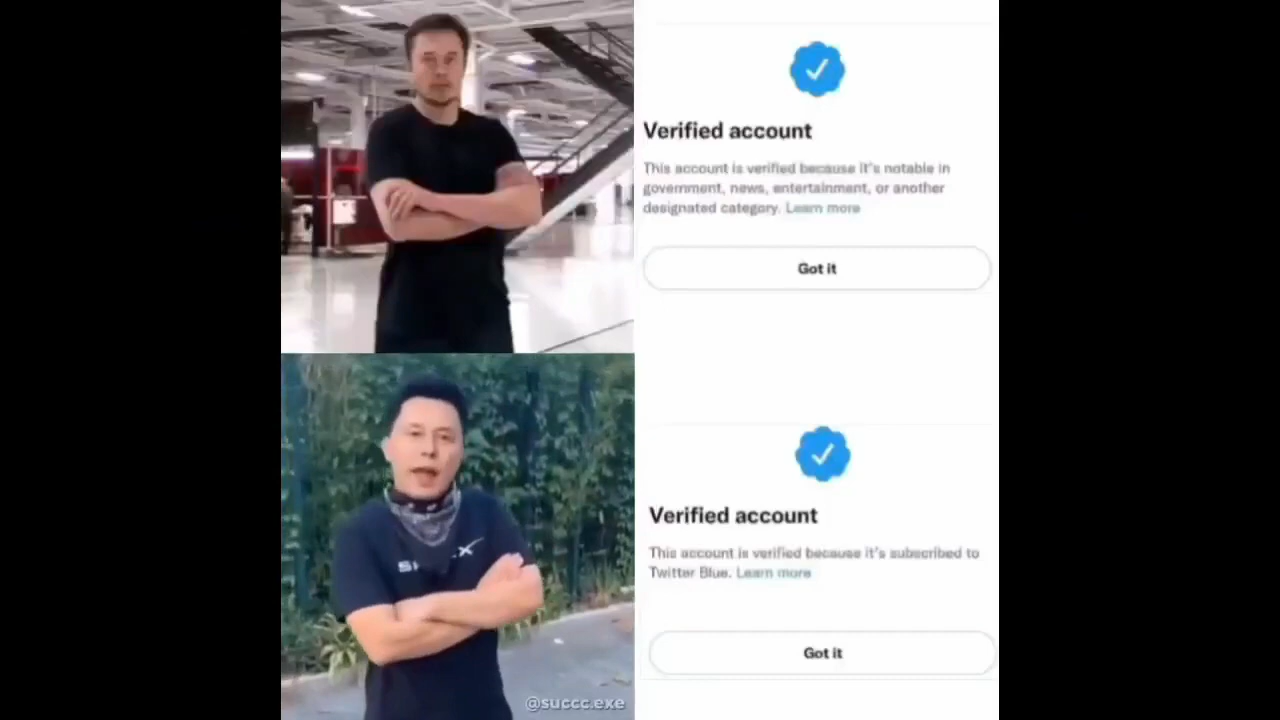 Verified account
This account is verified because it's notable in
government, news, entertainment, or another
designated category. Learn more
Got it
Verified account
This account is verified because it's subscribed to
Twitter Blue. Learn more
Got it
@succc.exe